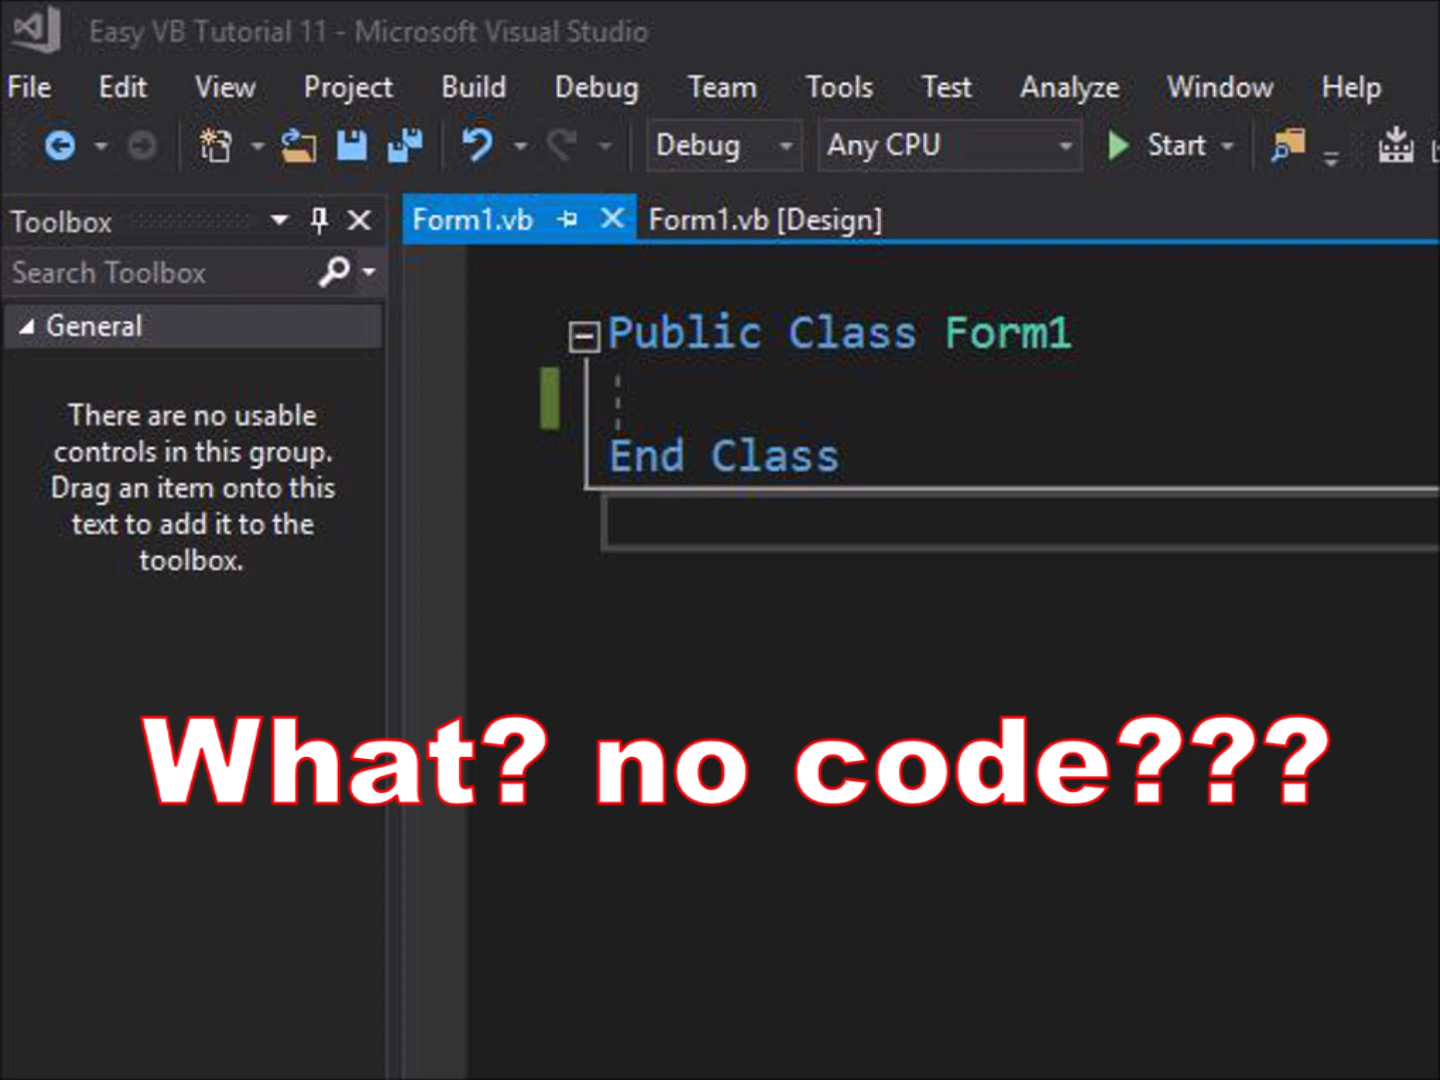 Easy VB Tutorial 11 - Microsoft Visual Studio
File Edit View Project Build Debug Team Tools Test Analyze Window Help
Debug Any CPU Start
Toolbox
Form1.vb Form1.vb [Design]
Search Toolbox
General
There are no usable
controls in this group.
Drag an item onto this
text to add it to the
toolbox.
Public Class Form1
End Class
What? no code???